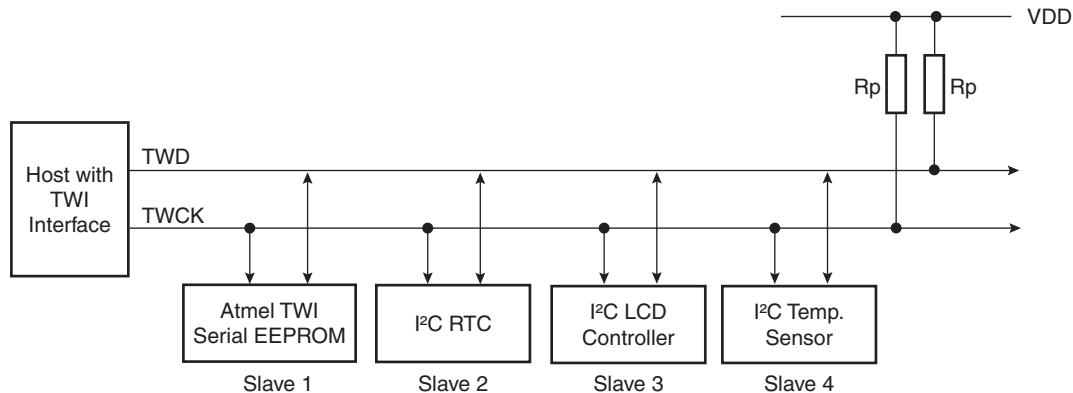 VDD
Rp
Rp
Host with
TWI
Interface
TWD
TWCK
Atmel TWI
Serial EEPROM
I²C RTC
I²C LCD
Controller
I²C Temp.
Sensor
Slave 1
Slave 2
Slave 3
Slave 4